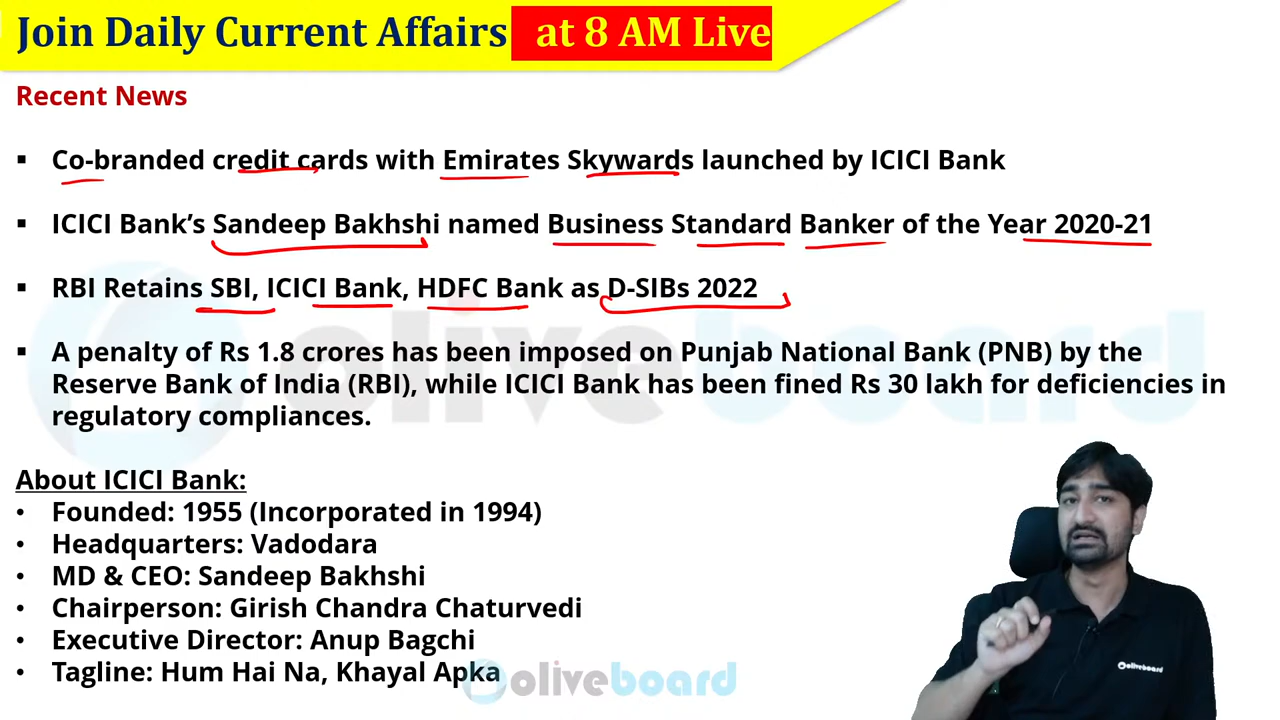 Join Daily Current Affairs at 8 AM Live
Recent News
▪ Co-branded credit cards with Emirates Skywards launched by ICICI Bank
▪ ICICI Bank’s Sandeep Bakhshi named Business Standard Banker of the Year 2020-21
▪ RBI Retains SBI, ICICI Bank, HDFC Bank as D-SIBs 2022
▪ A penalty of Rs 1.8 crores has been imposed on Punjab National Bank (PNB) by the
Reserve Bank of India (RBI), while ICICI Bank has been fined Rs 30 lakh for deficiencies in
regulatory compliances.
About ICICI Bank:
• Founded: 1955 (Incorporated in 1994)
• Headquarters: Vadodara
• MD & CEO: Sandeep Bakhshi
• Chairperson: Girish Chandra Chaturvedi
• Executive Director: Anup Bagchi
• Tagline: Hum Hai Na, Khayal Apka
oliveboard
oliveboard
oliveboard